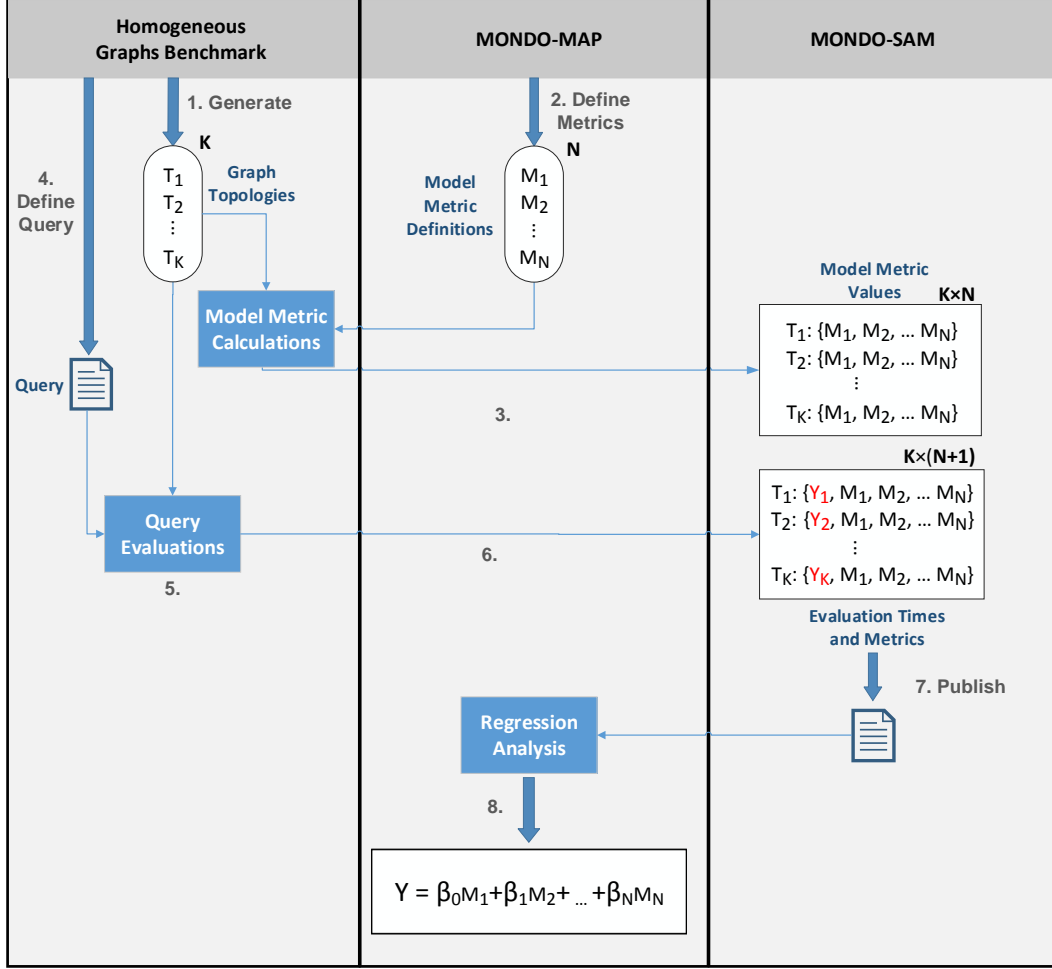 Homogeneous
Graphs Benchmark
MONDO-MAP
MONDO-SAM
1. Generate
2. Define
Metrics
K
N
4.
Define
Query
T1
T2
⋮
TK
Graph
Topologies
Model
Metric
Definitions
M1
M2
⋮
MN
Model Metric
Calculations
Model Metric
Values
K×N
T1: {M1, M2, ... MN}
T2: {M1, M2, ... MN}
⋮
TK: {M1, M2, ... MN}
Query
3.
K×(N+1)
T1: {Y1, M1, M2, ... MN}
T2: {Y2, M1, M2, ... MN}
⋮
TK: {YK, M1, M2, ... MN}
Query
Evaluations
5.
6.
Evaluation Times
and Metrics
7. Publish
Regression
Analysis
8.
Y = β0M1+β1M2+ ... +βNMN